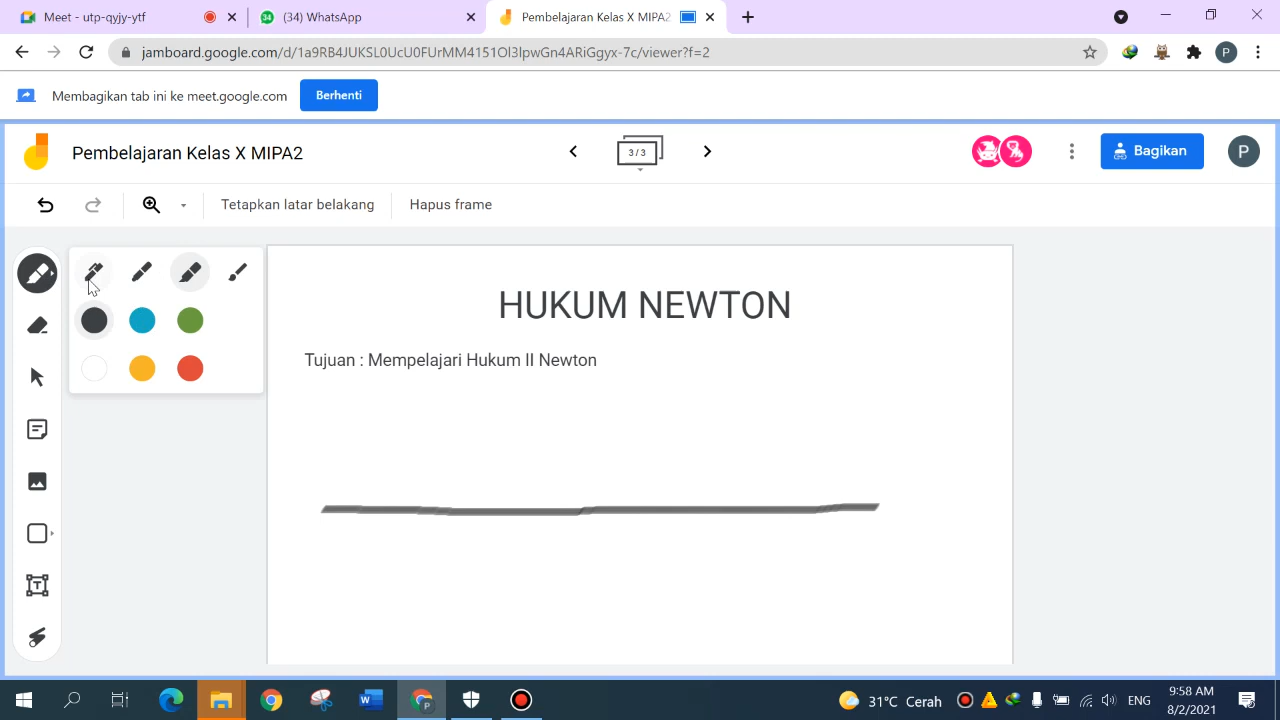 Meet - utp-qyjy-ytf
(34) WhatsApp
Pembelajaran Kelas X MIPA2
jamboard.google.com/d/1a9RB4JUKSL0UcU0FUrMM4151Ol3IpwGn4ARiGgyx-7c/viewer?f=2
P
Membagikan tab ini ke meet.google.com
Berhenti
Pembelajaran Kelas X MIPA2
3 / 3
Bagikan
P
Tetapkan latar belakang
Hapus frame
HUKUM NEWTON
Tujuan : Mempelajari Hukum II Newton
31°C Cerah
ENG
9:58 AM
8/2/2021